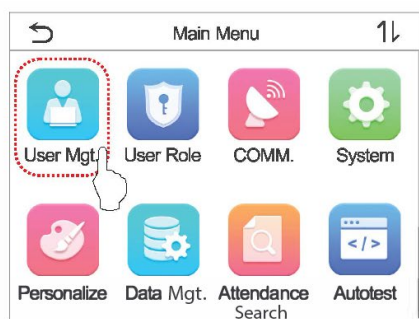 Main Menu
User Mgt. User Role COMM. System
</>
Personalize Data Mgt. Attendance Autotest
Search